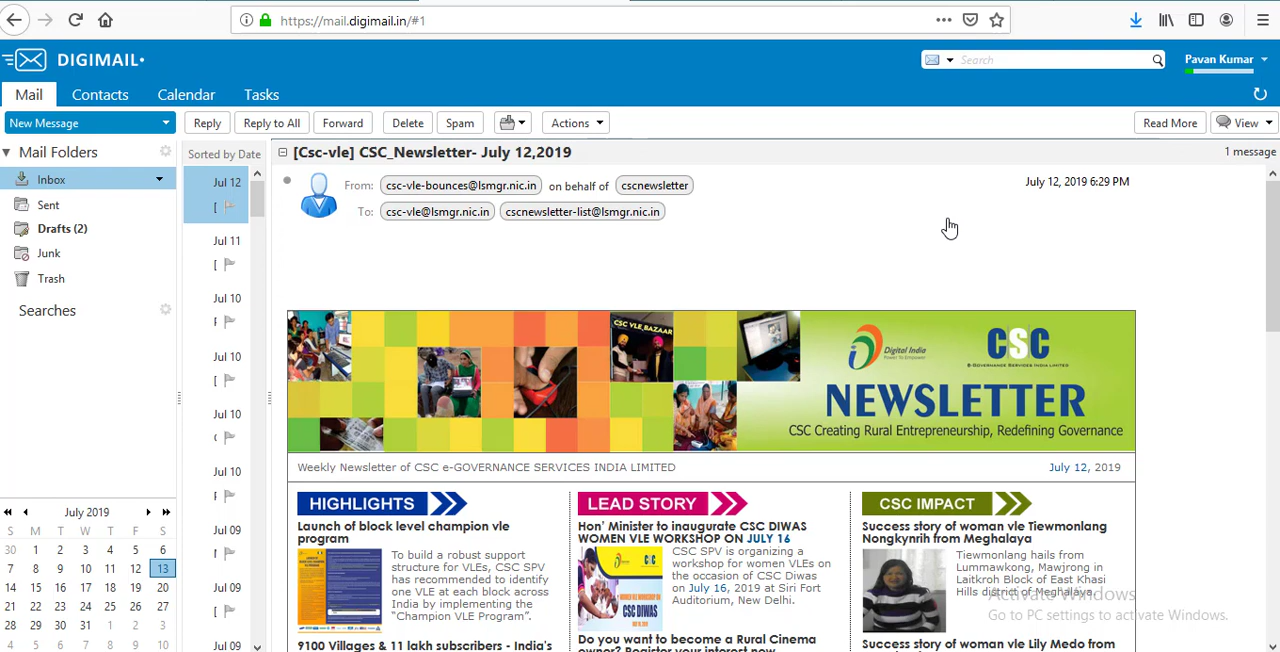 https://mail.digimail.in/#1
DIGIMAIL
Search
Pavan Kumar
Mail
Contacts
Calendar
Tasks
New Message
Reply
Reply to All
Forward
Delete
Spam
Actions
Read More
View
Mail Folders
Sorted by Date
[Csc-vle] CSC_Newsletter- July 12,2019
1 message
Inbox
Sent
Drafts (2)
Junk
Trash
Searches
Jul 12
[
Jul 11
[
Jul 10
F
Jul 10
[
Jul 10
Jul 10
F
Jul 09
[
Jul 09
[
Jul 09
From: csc-vle-bounces@lsmgr.nic.in on behalf of cscnewsletter
July 12, 2019 6:29 PM
To: csc-vle@lsmgr.nic.in cscnewsletter-list@lsmgr.nic.in
CSC VLE BAZAAR
Digital India
Power To Empower
CSC
e-GOVERNANCE SERVICES INDIA LIMITED
NEWSLETTER
CSC Creating Rural Entrepreneurship, Redefining Governance
Weekly Newsletter of CSC e-GOVERNANCE SERVICES INDIA LIMITED
July 12, 2019
HIGHLIGHTS
Launch of block level champion vle
program
To build a robust support
structure for VLEs, CSC SPV
has recommended to identify
one VLE at each block across
India by implementing the
"Champion VLE Program".
9100 Villages & 11 lakh subscribers - India's
LEAD STORY
Hon' Minister to inaugurate CSC DIWAS
WOMEN VLE WORKSHOP ON JULY 16
CSC SPV is organizing a
workshop for women VLEs on
the occasion of CSC Diwas
on July 16, 2019 at Siri Fort
Auditorium, New Delhi.
CSC DIWAS
Do you want to become a Rural Cinema
owner? Register your interest now
CSC IMPACT
Success story of woman vle Tiewmonlang
Nongkynrih from Meghalaya
Tiewmonlang hails from
Lummawkong, Mawjrong in
Laitkroh Block of East Khasi
Hills district of Meghalaya.
Success story of woman vle Lily Medo from
Activate Windows
Go to PC settings to activate Windows.
July 2019
S M T W T F S
30 1 2 3 4 5 6
7 8 9 10 11 12 13
14 15 16 17 18 19 20
21 22 23 24 25 26 27
28 29 30 31 1 2 3
4 5 6 7 8 9 10